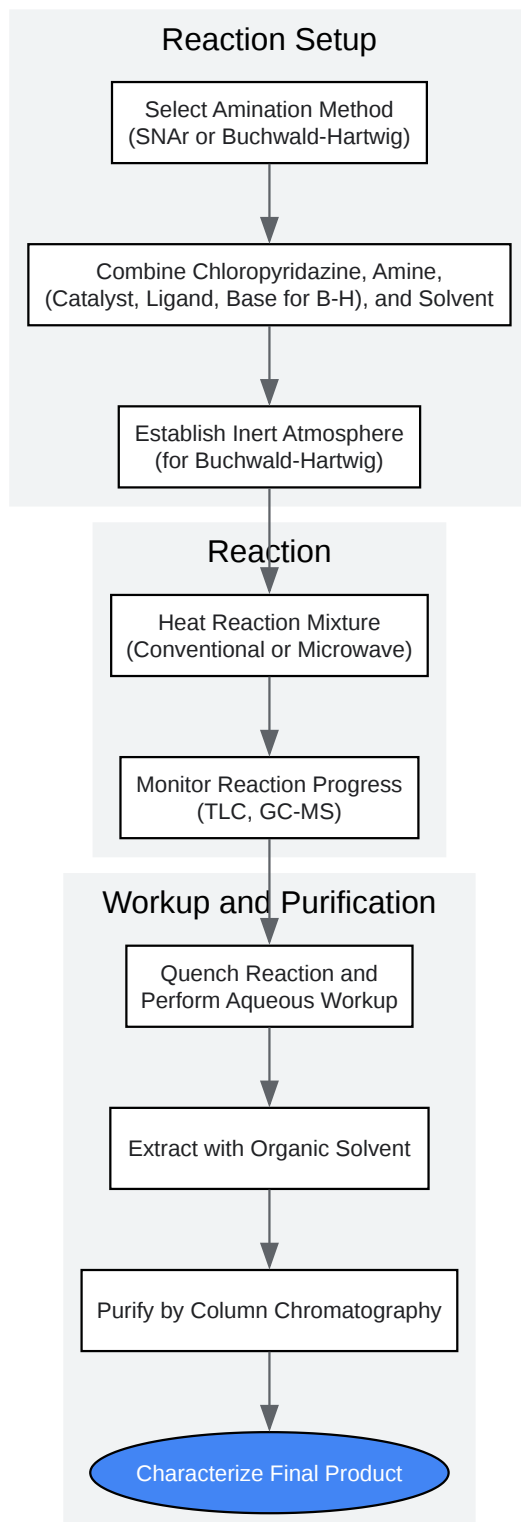 Reaction Setup
Select Amination Method
(SNAr or Buchwald-Hartwig)
Combine Chloropyridazine, Amine,
(Catalyst, Ligand, Base for B-H), and Solvent
Establish Inert Atmosphere
(for Buchwald-Hartwig)
Reaction
Heat Reaction Mixture
(Conventional or Microwave)
Monitor Reaction Progress
(TLC, GC-MS)
Workup and Purification
Quench Reaction and
Perform Aqueous Workup
Extract with Organic Solvent
Purify by Column Chromatography
Characterize Final Product